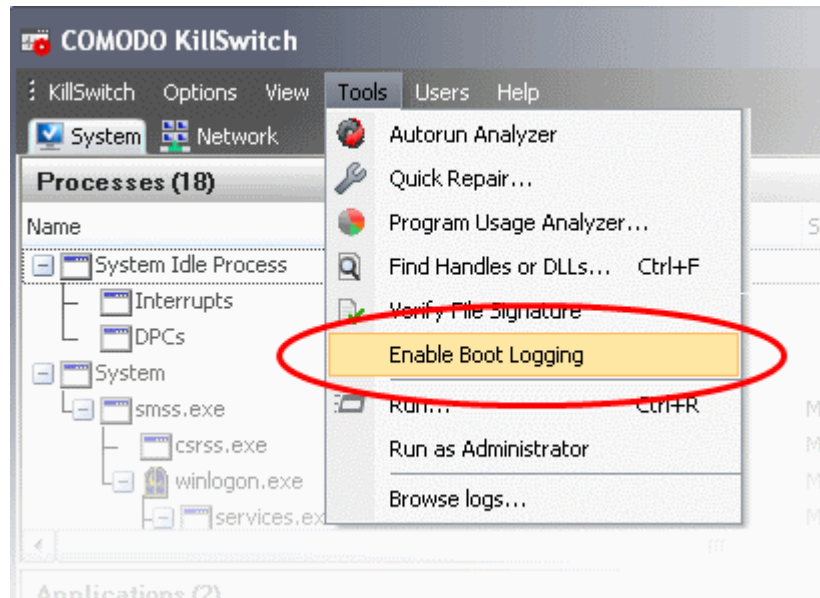 COMODO KillSwitch
KillSwitch Options View Tools Users Help
System Network
Autorun Analyzer
Processes (18)
Quick Repair...
Name
Program Usage Analyzer...
S
System Idle Process
Find Handles or DLLs... Ctrl+F
Interrupts
Verify File Signature
DPCs
Enable Boot Logging
System
smss.exe
Run... Ctrl+R
M
csrss.exe
Run as Administrator
M
winlogon.exe
M
Browse logs...
services.ex
M
Applications (2)